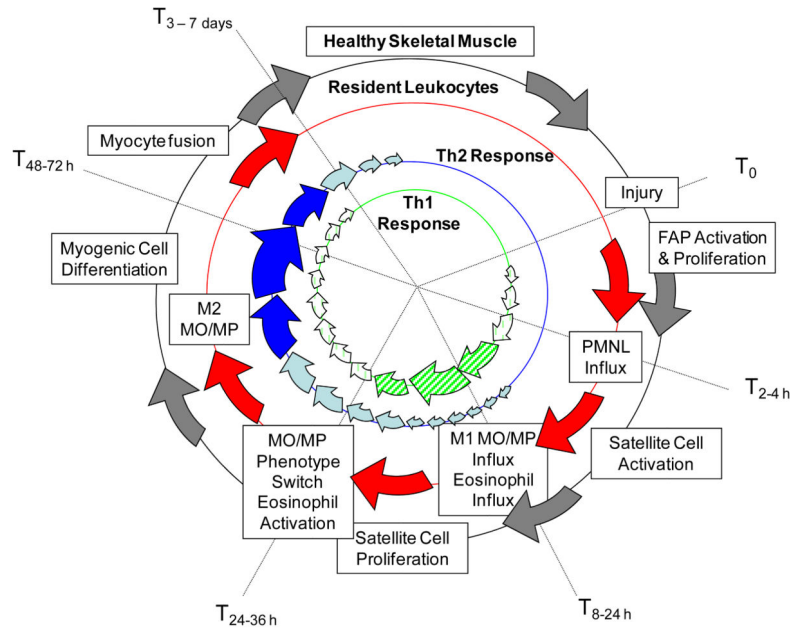 T3 – 7 days
Healthy Skeletal Muscle
Resident Leukocytes
Myocyte fusion
Th2 Response
T48-72 h
T0
Th1
Response
Injury
Myogenic Cell
Differentiation
FAP Activation
& Proliferation
M2
MO/MP
PMNL
Influx
T2-4 h
MO/MP
Phenotype
Switch
Eosinophil
Activation
M1 MO/MP
Influx
Eosinophil
Influx
Satellite Cell
Activation
Satellite Cell
Proliferation
T24-36 h
T8-24 h